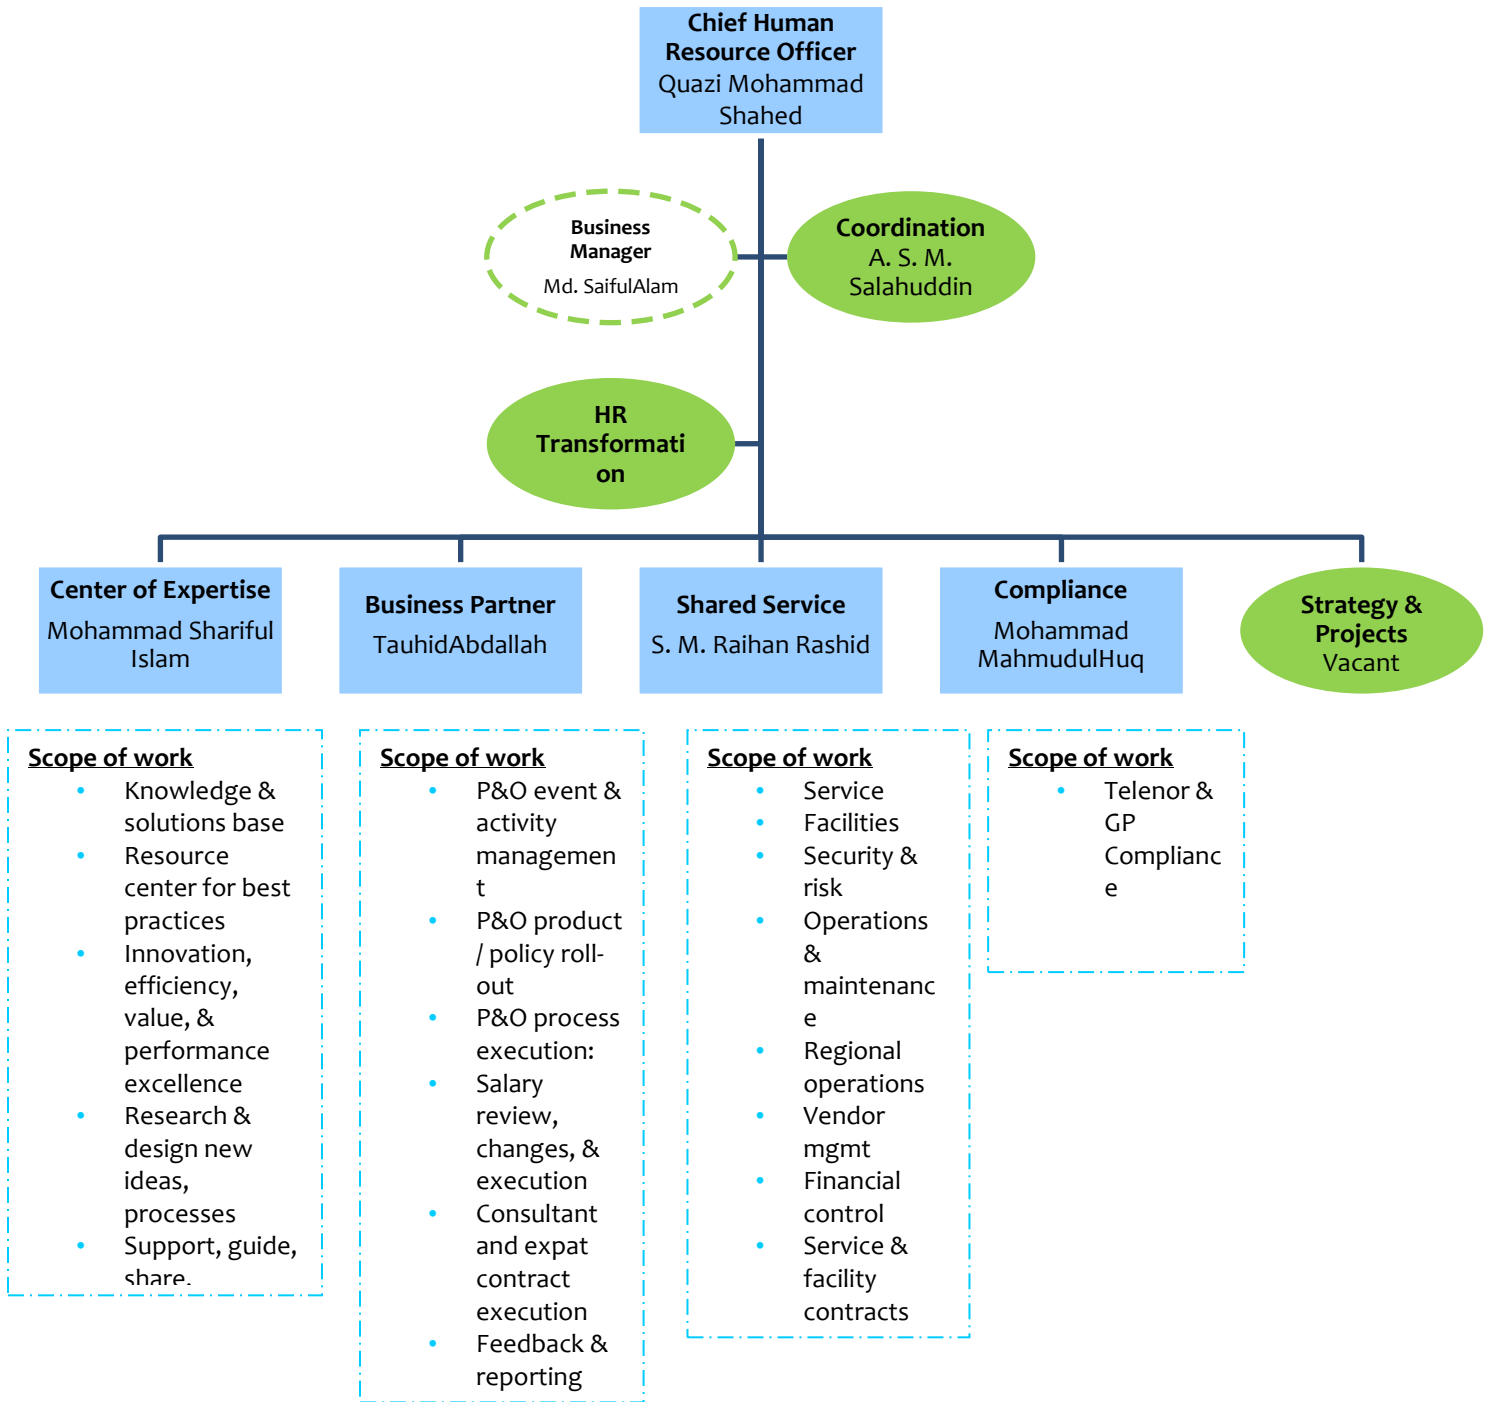 Chief Human
Resource Officer
Quazi Mohammad
Shahed
Business
Manager
Md. SaifulAlam
Coordination
A. S. M.
Salahuddin
HR
Transformati
on
Center of Expertise
Mohammad Shariful
Islam
Business Partner
TauhidAbdallah
Shared Service
S. M. Raihan Rashid
Compliance
Mohammad
MahmudulHuq
Strategy &
Projects
Vacant
Scope of work
• Knowledge &
solutions base
• Resource
center for best
practices
• Innovation,
efficiency,
value, &
performance
excellence
• Research &
design new
ideas,
processes
• Support, guide,
share,
Scope of work
• P&O event &
activity
managemen
t
• P&O product
/ policy roll-
out
• P&O process
execution:
• Salary
review,
changes, &
execution
• Consultant
and expat
contract
execution
• Feedback &
reporting
Scope of work
• Service
• Facilities
• Security &
risk
• Operations
&
maintenanc
e
• Regional
operations
• Vendor
mgmt
• Financial
control
• Service &
facility
contracts
Scope of work
• Telenor &
GP
Complianc
e